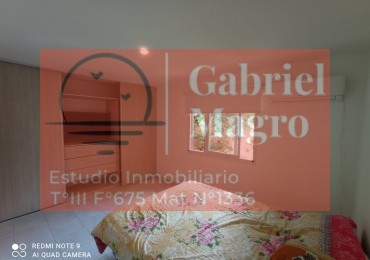 Gabriel
Magro
Estudio Inmobiliario
T°III F°675 Mat N°1336
REDMI NOTE 9
AI QUAD CAMERA